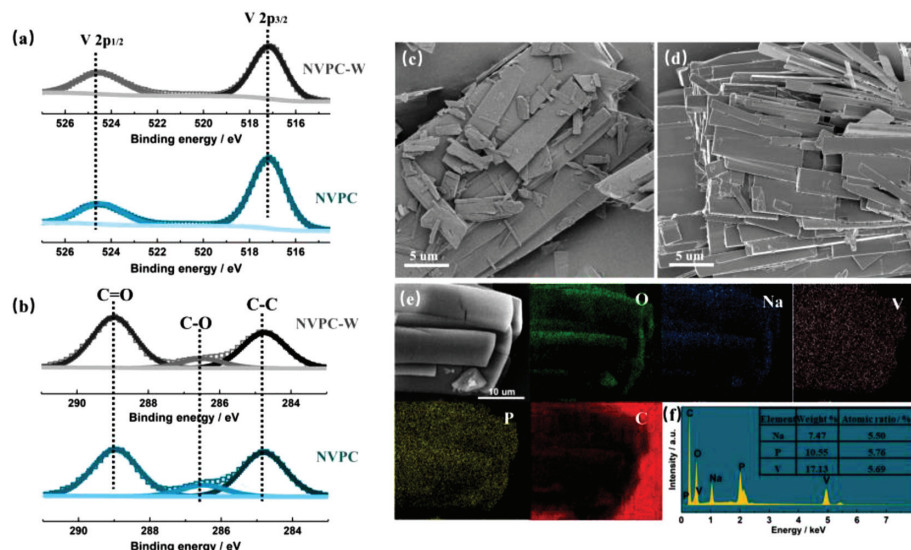 (a)
V 2p1/2
V 2p3/2
NVPC-W
526 524 522 520 518 516
Binding energy / eV
NVPC
526 524 522 520 518 516
Binding energy / eV
(b)
C=O
C-O
C-C
NVPC-W
290 288 286 284
Binding energy / eV
NVPC
290 288 286 284
Binding energy / eV
(c)
5 um
(d)
5 um
(e)
10 um
O
Na
V
P
C
(f)
Intensity / a.u.
C
O
P
V
Na
P
V
Element Weight % Atomic ratio / %
Na 7.47 5.90
P 10.55 5.76
V 17.13 5.69
0 1 2 3 4 5 6 7
Energy / keV